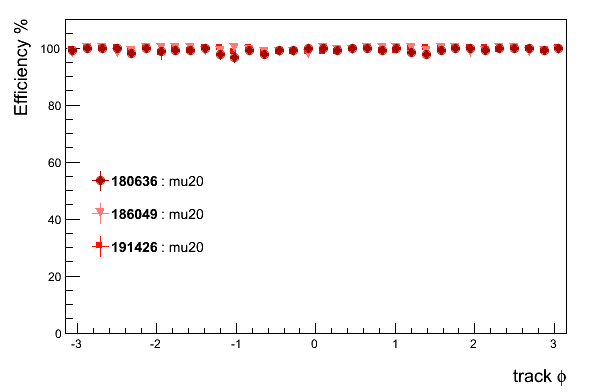 Efficiency %
100
80
60
40
20
0
180636 : mu20
186049 : mu20
191426 : mu20
-3 -2 -1 0 1 2 3
track ϕ